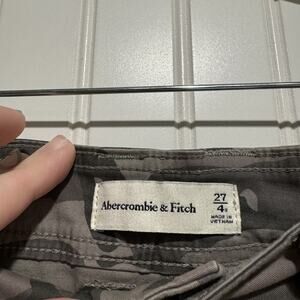 Abercrombie & Fitch
27
4
MADE IN
VIETNAM